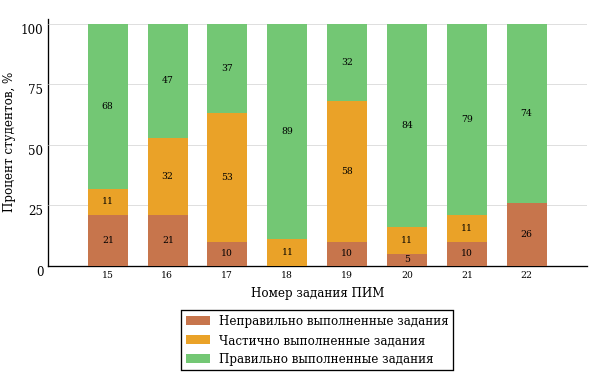 Процент студентов, %
100
75
50
25
0
68 47 37 89 32 84 79 74
11 32 53 11 58 11 11
21 21 10 10 5 10 26
15 16 17 18 19 20 21 22
Номер задания ПИМ
Неправильно выполненные задания
Частично выполненные задания
Правильно выполненные задания